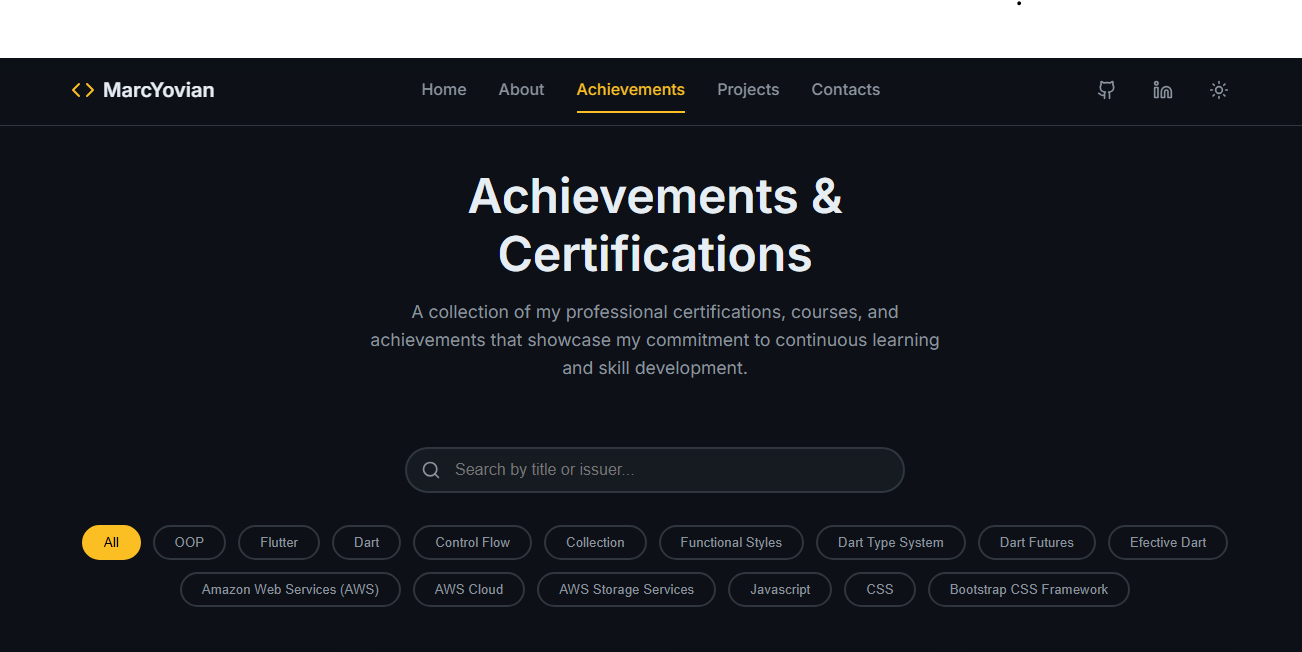 MarcYovian Home About Achievements Projects Contacts
Achievements &
Certifications
A collection of my professional certifications, courses, and
achievements that showcase my commitment to continuous learning
and skill development.
Search by title or issuer...
All OOP Flutter Dart Control Flow Collection Functional Styles Dart Type System Dart Futures Efective Dart
Amazon Web Services (AWS) AWS Cloud AWS Storage Services Javascript CSS Bootstrap CSS Framework